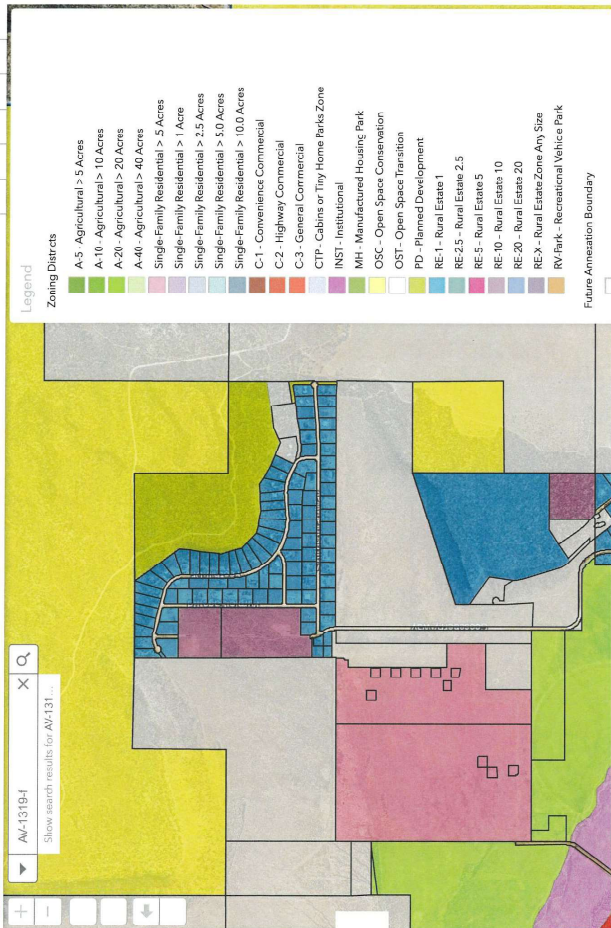 AV-1319-f
Show search results for AV-131...
Legend
Zoning Districts
A-5 - Agricultural > 5 Acres
A-10 - Agricultural > 10 Acres
A-20 - Agricultural > 20 Acres
A-40 - Agricultural > 40 Acres
Single-Family Residential > .5 Acres
Single-Family Residential > 1 Acre
Single-Family Residential > 2.5 Acres
Single-Family Residential > 5.0 Acres
Single-Family Residential > 10.0 Acres
C-1 - Convenience Commercial
C-2 - Highway Commercial
C-3 - General Commercial
CTP - Cabins or Tiny Home Parks Zone
INST - Institutional
MH - Manufactured Housing Park
OSC - Open Space Conservation
OST - Open Space Transition
PD - Planned Development
RE-1 - Rural Estate 1
RE-2.5 - Rural Estate 2.5
RE-5 - Rural Estate 5
RE-10 - Rural Estate 10
RE-20 - Rural Estate 20
RE-X - Rural Estate Zone Any Size
RV-Park - Recreational Vehicle Park
Future Annexation Boundary